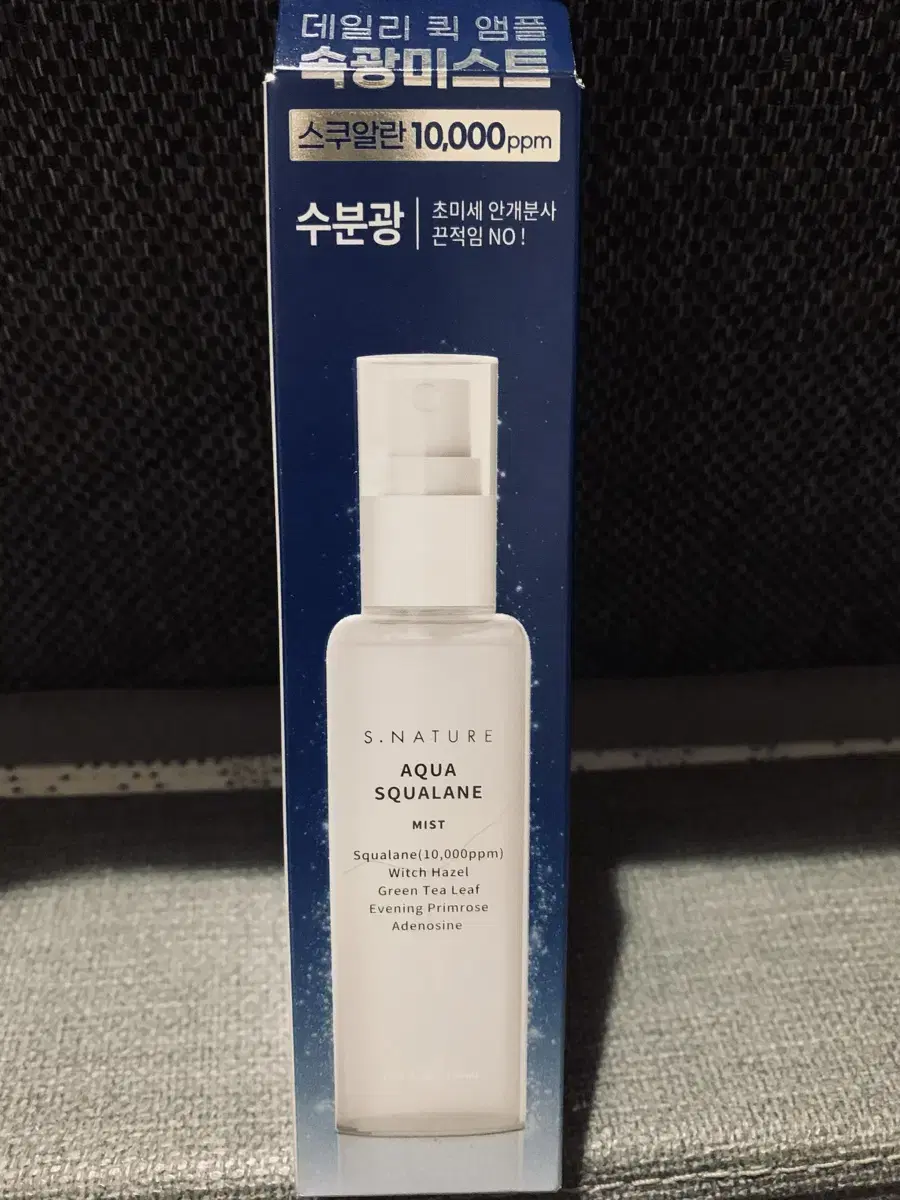 데일리 퀵 앰플
속광미스트
스쿠알란 10,000ppm
수분광
초미세 안개분사
끈적임 NO !
S.NATURE
AQUA
SQUALANE
MIST
Squalane(10,000ppm)
Witch Hazel
Green Tea Leaf
Evening Primrose
Adenosine